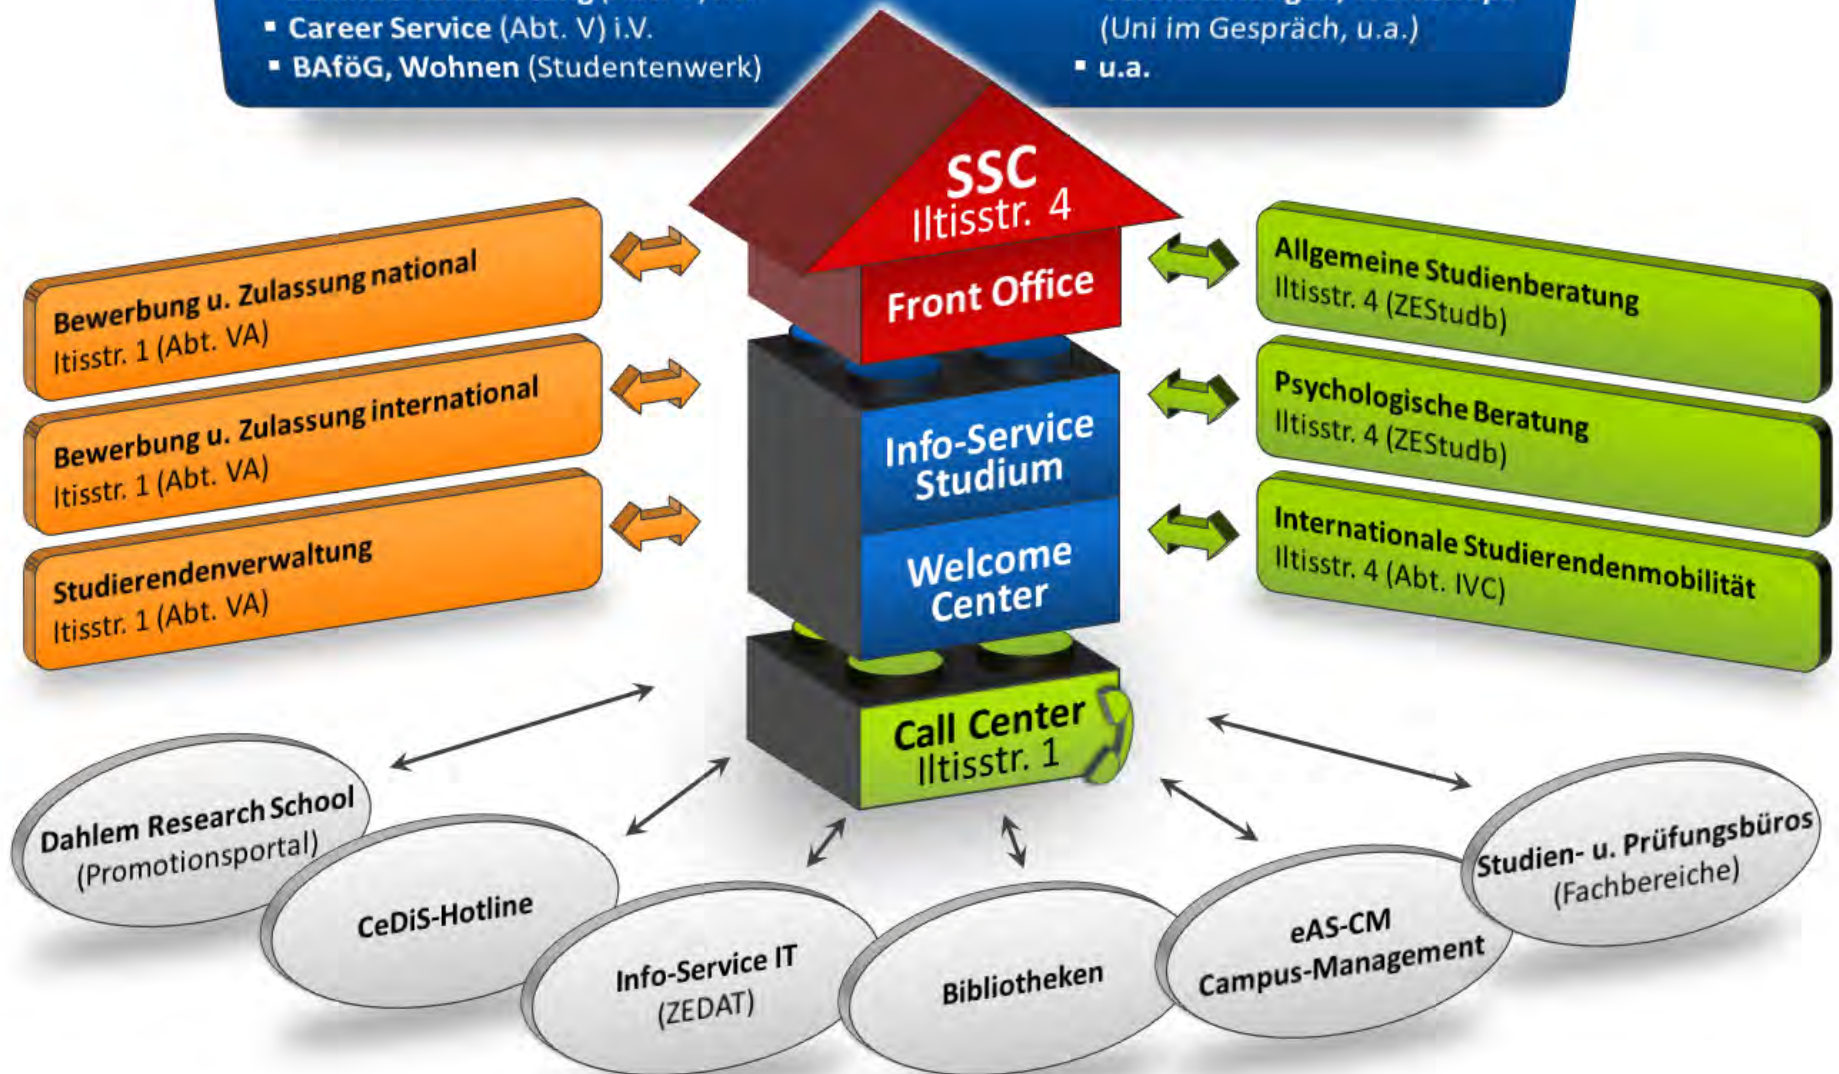 ▪ Career Service (Abt. V) i.V.
▪ BAföG, Wohnen (Studentenwerk)
(Uni im Gespräch, u.a.)
▪ u.a.
SSC
Iltisstr. 4
Front Office
Info-Service
Studium
Welcome
Center
Call Center
Iltisstr. 1
Bewerbung u. Zulassung national
ltisstr. 1 (Abt. VA)
Bewerbung u. Zulassung international
ltisstr. 1 (Abt. VA)
Studierendenverwaltung
ltisstr. 1 (Abt. VA)
Allgemeine Studienberatung
Iltisstr. 4 (ZEStudb)
Psychologische Beratung
Iltisstr. 4 (ZEStudb)
Internationale Studierendenmobilität
Iltisstr. 4 (Abt. IVC)
Dahlem Research School
(Promotionsportal)
CeDiS-Hotline
Info-Service IT
(ZEDAT)
Bibliotheken
eAS-CM
Campus-Management
Studien- u. Prüfungsbüros
(Fachbereiche)